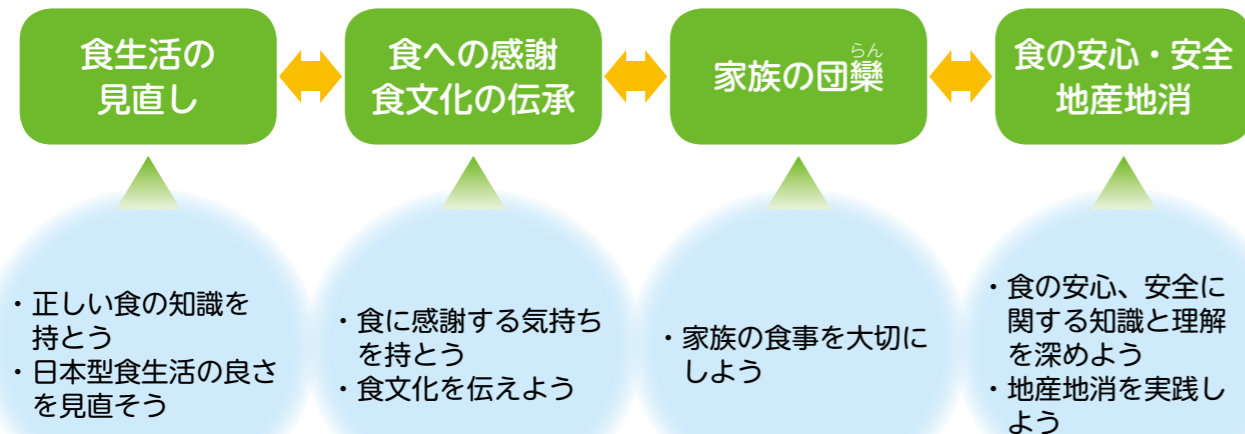 食生活の
見直し
食への感謝
食文化の伝承
らん
家族の団欒
食の安心・安全
地産地消
・正しい食の知識を
持とう
・日本型食生活の良さ
を見直そう
・食に感謝する気持ち
を持とう
・食文化を伝えよう
・家族の食事を大切に
しよう
・食の安心、安全に
関する知識と理解
を深めよう
・地産地消を実践し
よう